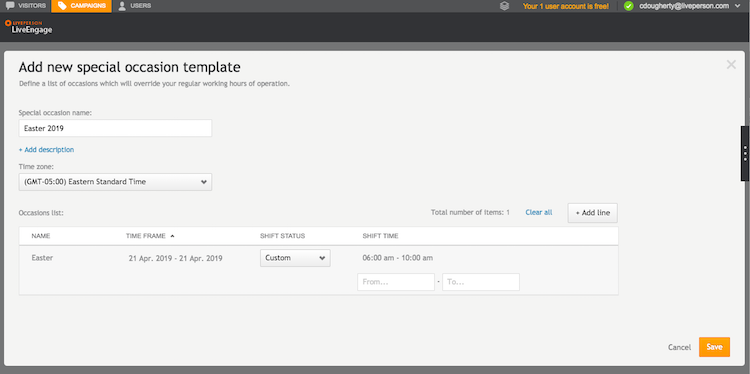 VISITORS CAMPAIGNS USERS Your 1 user account is free! cdougherty@liveperson.com
LIVEPERSON
LiveEngage
Add new special occasion template
Define a list of occasions which will override your regular working hours of operation.
Special occasion name:
Easter 2019
+ Add description
Time zone:
(GMT-05:00) Eastern Standard Time
Occasions list: Total number of items: 1 Clear all + Add line
NAME TIME FRAME SHIFT STATUS SHIFT TIME
Easter 21 Apr. 2019 - 21 Apr. 2019 Custom 06:00 am - 10:00 am
From... - To...
Cancel Save